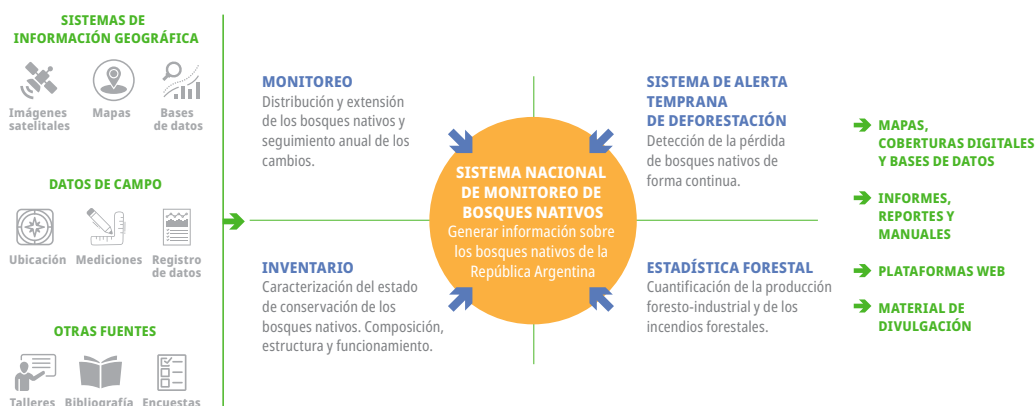 SISTEMAS DE
INFORMACIÓN GEOGRÁFICA
Imágenes
satelitales
Mapas
Bases
de datos
DATOS DE CAMPO
Ubicación
Mediciones
Registro
de datos
OTRAS FUENTES
Talleres
Bibliografía
Encuestas
MONITOREO
Distribución y extensión
de los bosques nativos y
seguimiento anual de los
cambios.
INVENTARIO
Caracterización del estado
de conservación de los
bosques nativos. Composición,
estructura y funcionamiento.
SISTEMA NACIONAL
DE MONITOREO DE
BOSQUES NATIVOS
Generar información sobre
los bosques nativos de la
República Argentina
SISTEMA DE ALERTA
TEMPRANA
DE DEFORESTACIÓN
Detección de la pérdida
de bosques nativos de
forma continua.
ESTADÍSTICA FORESTAL
Cuantificación de la producción
foresto-industrial y de los
incendios forestales.
MAPAS,
COBERTURAS DIGITALES
Y BASES DE DATOS
INFORMES,
REPORTES Y
MANUALES
PLATAFORMAS WEB
MATERIAL DE
DIVULGACIÓN